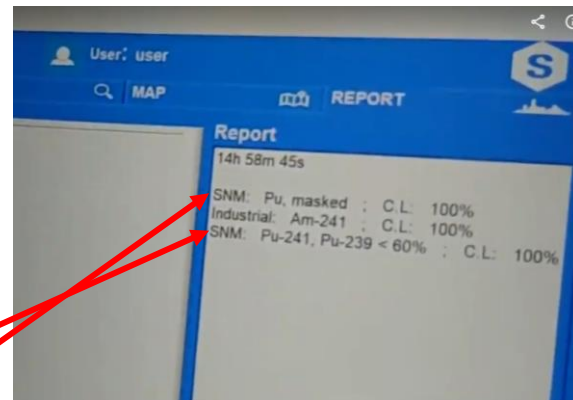 User: user
MAP
REPORT
S
Report
14h 58m 45s
SNM: Pu, masked ; C.L: 100%
Industrial: Am-241 ; C.L: 100%
SNM: Pu-241, Pu-239 < 60% ; C.L: 100%